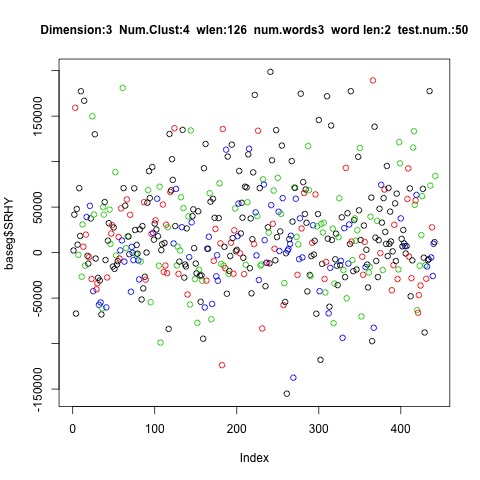 Dimension:3 Num.Clust:4 wlen:126 num.words3 word len:2 test.num.:50
baseg$SRHY
150000
50000
0
-50000
-150000
0 100 200 300 400
Index